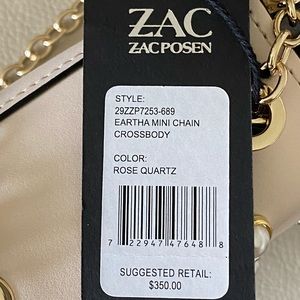 ZAC
ZAC POSEN
STYLE:
29ZZP7253-689
EARTHA MINI CHAIN
CROSSBODY
COLOR:
ROSE QUARTZ
7 22947 47648 8
SUGGESTED RETAIL:
$350.00